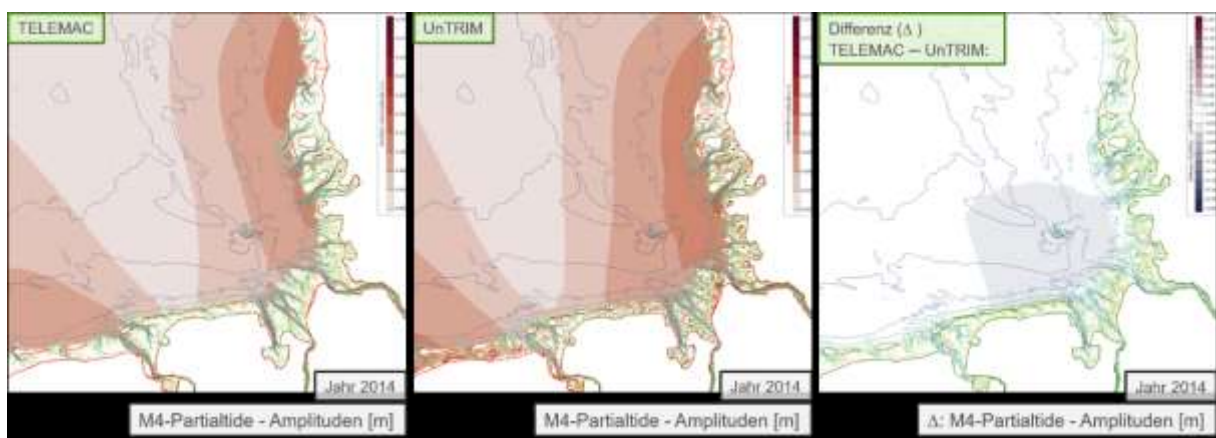 TELEMAC
Jahr 2014
M4-Partialtide - Amplituden [m]
UnTRIM
Jahr 2014
M4-Partialtide - Amplituden [m]
Differenz (Δ )
TELEMAC – UnTRIM:
Jahr 2014
Δ: M4-Partialtide - Amplituden [m]